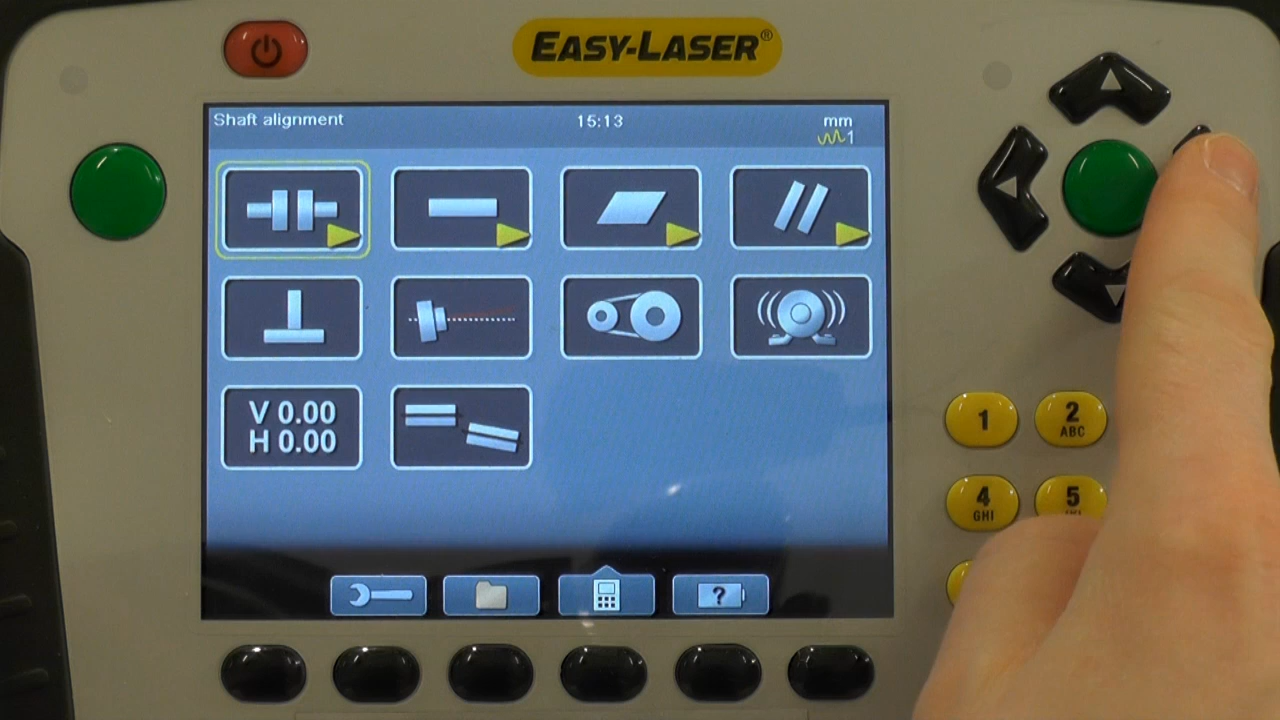 EASY-LASER®
Shaft alignment 15:13 mm
1
V 0.00
H 0.00
?
1 2
ABC
4 5
GHI